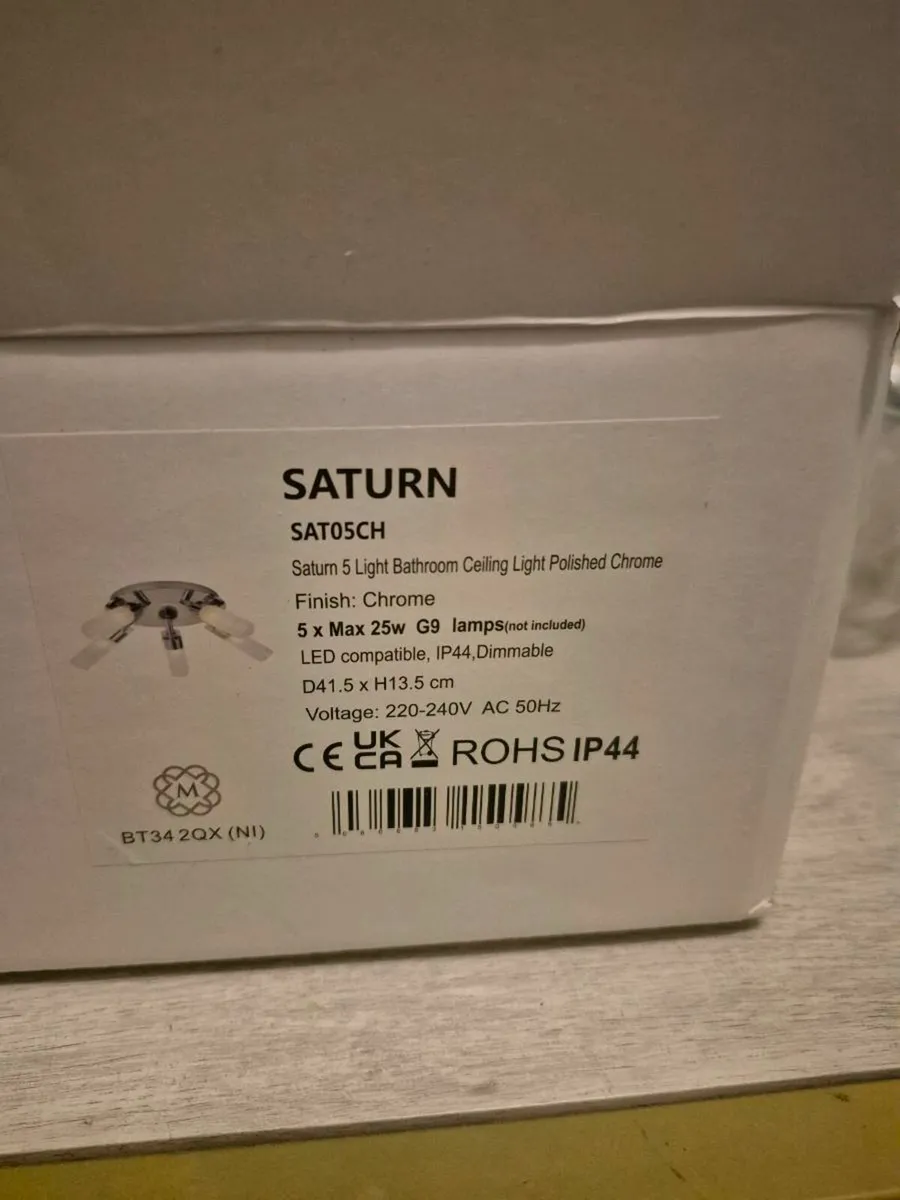 SATURN
SAT05CH
Saturn 5 Light Bathroom Ceiling Light Polished Chrome
Finish: Chrome
5 x Max 25w G9 lamps(not included)
LED compatible, IP44,Dimmable
D41.5 x H13.5 cm
Voltage: 220-240V AC 50Hz
CE UKCA ROHS IP44
M
BT34 2QX (NI)